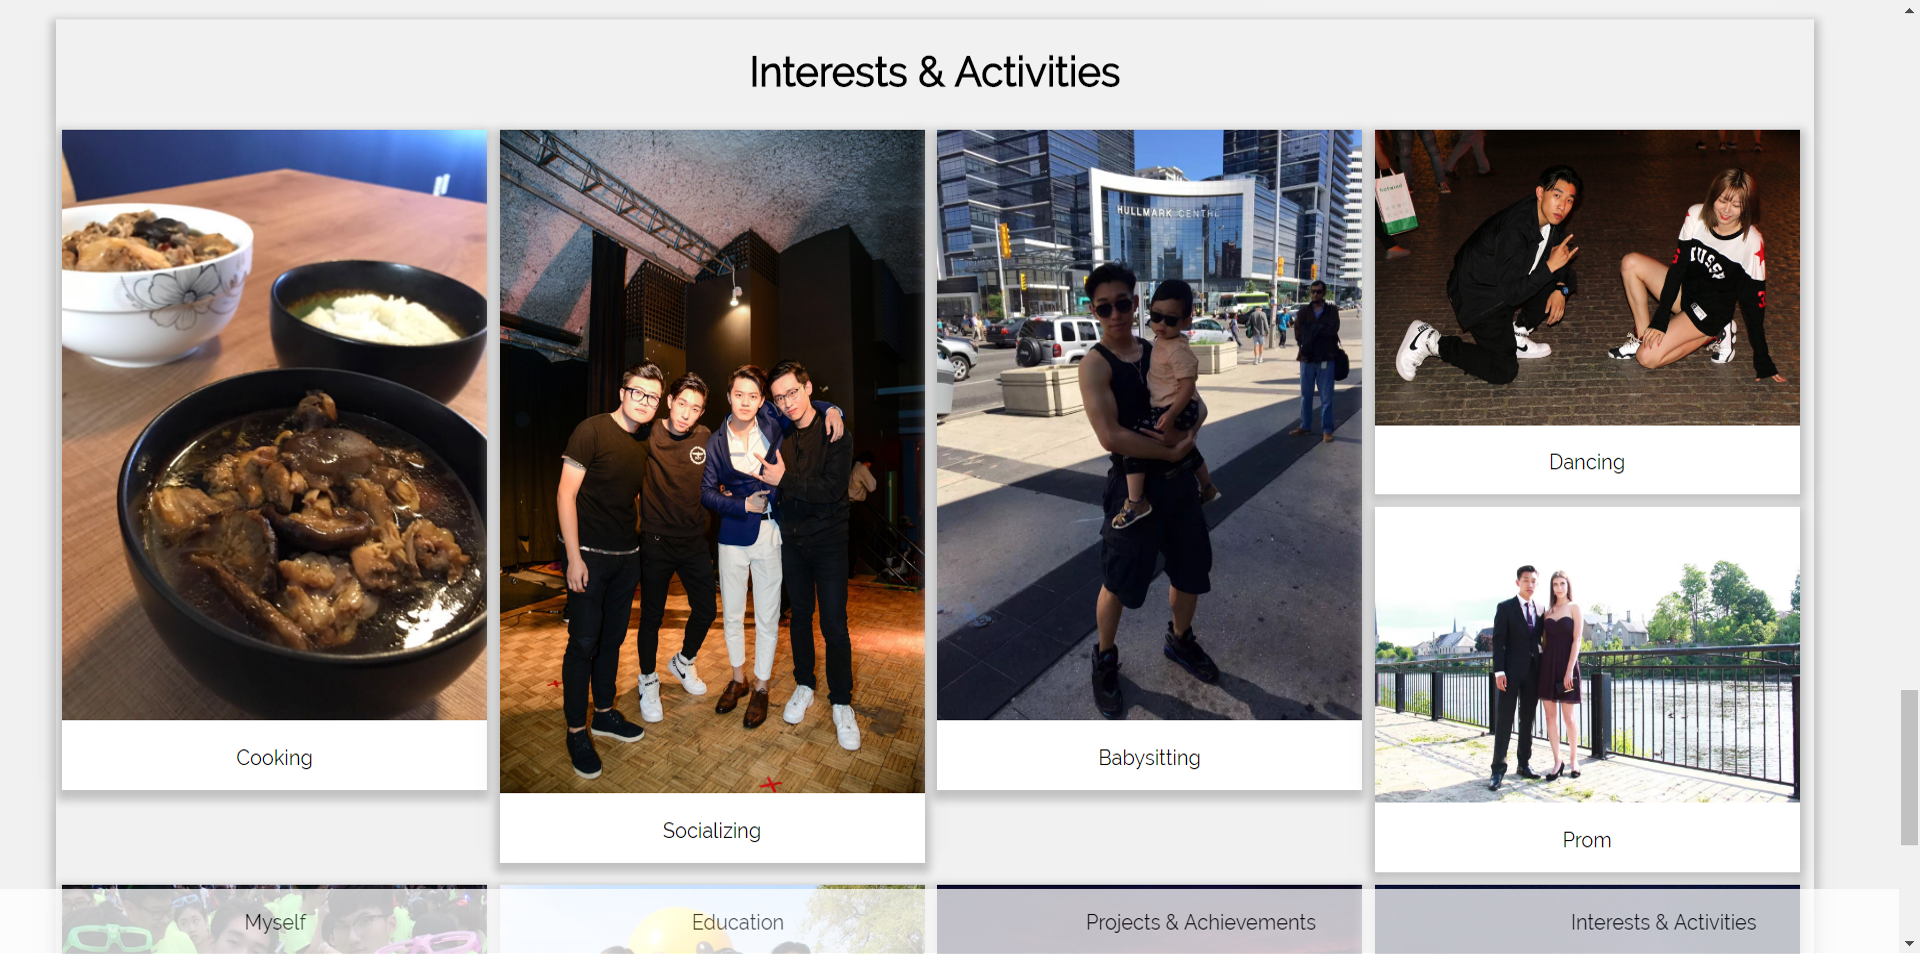 Interests & Activities
HULLMARK CENTRE
Cooking
Socializing
Babysitting
Dancing
Prom
Myself
Education
Projects & Achievements
Interests & Activities